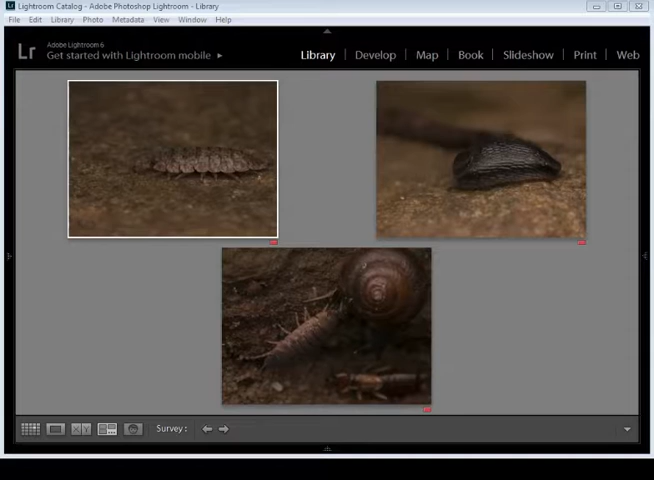 Lightroom Catalog - Adobe Photoshop Lightroom - Library
File Edit Library Photo Metadata View Window Help
Lr
Adobe Lightroom 6
Get started with Lightroom mobile
Library | Develop | Map | Book | Slideshow | Print | Web
Lr
X Y
Survey :